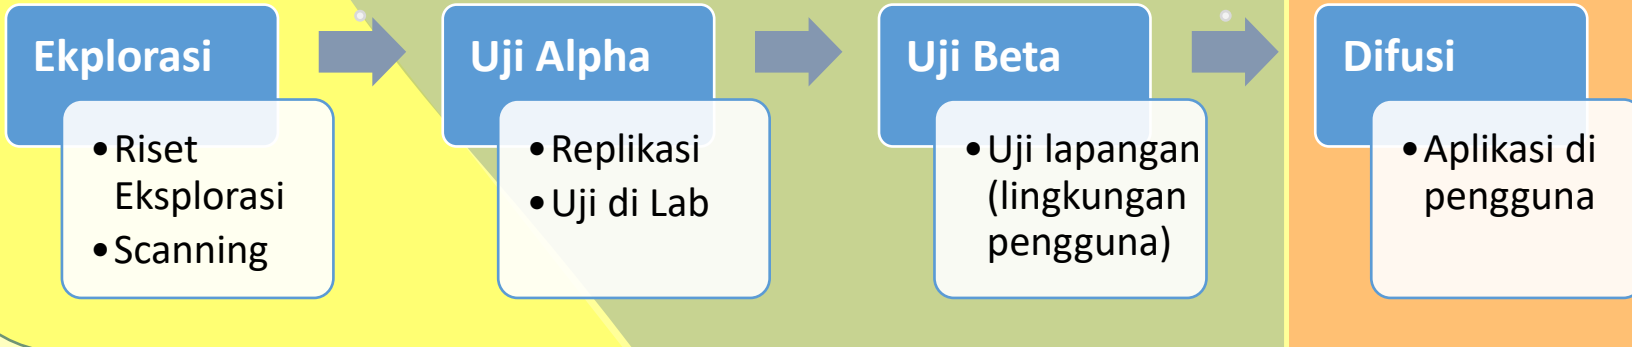 Ekplorasi
• Riset
Eksplorasi
• Scanning
Uji Alpha
• Replikasi
• Uji di Lab
Uji Beta
• Uji lapangan
(lingkungan
pengguna)
Difusi
• Aplikasi di
pengguna